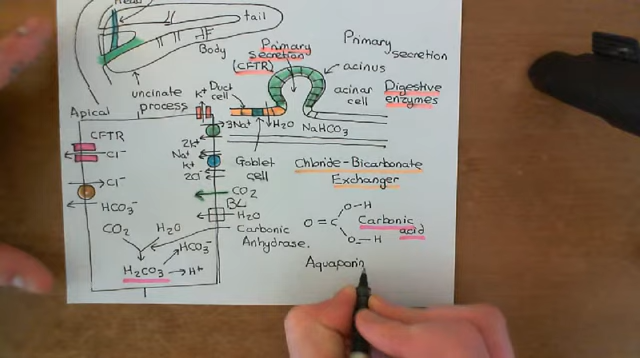 Head
tail
Body
uncinate
process
Primary
secretion
(CFTR)
Primary
secretion
acinus
acinar
cell
Digestive
enzymes
K+
Duct
cell
3Na+
H2O
NaHCO3
Goblet
cell
Apical
CFTR
Cl-
Cl-
HCO3-
2K+
Na+
K+
2Cl-
CO2
BL
H2O
Carbonic
Anhydrase.
CO2
H2O
HCO3-
H2CO3 → H+
Chloride-Bicarbonate
Exchanger
O=C
O-H
O-H
Carbonic
acid
Aquaporin